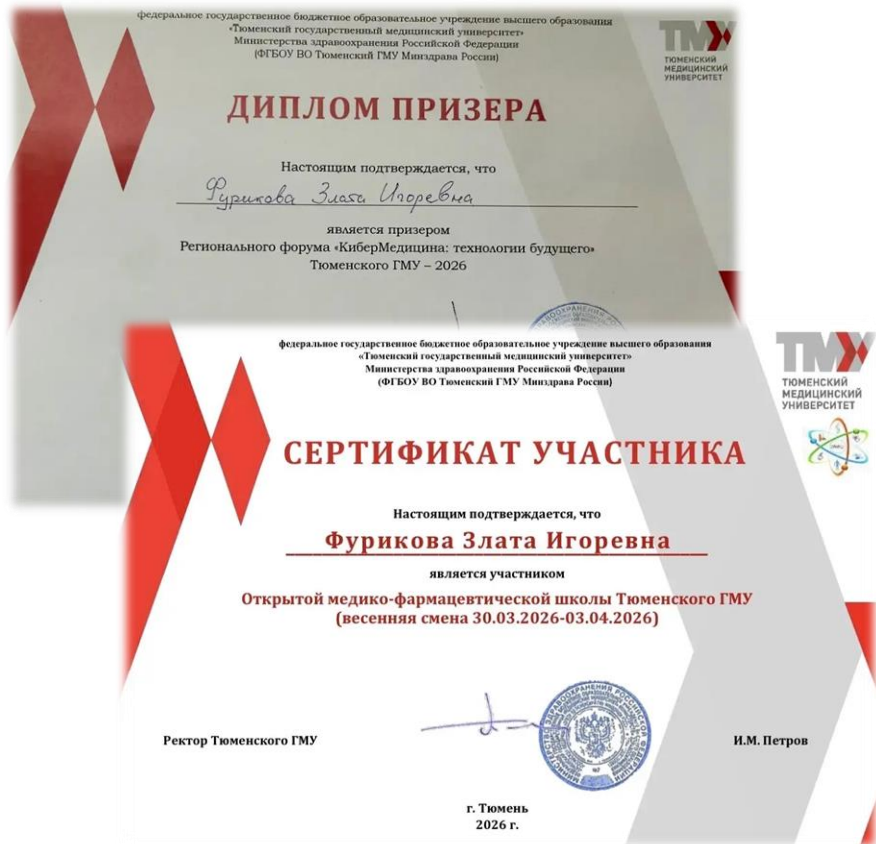 федеральное государственное бюджетное образовательное учреждение высшего образования
«Тюменский государственный медицинский университет»
Министерства здравоохранения Российской Федерации
(ФГБОУ ВО Тюменский ГМУ Минздрава России)
ТМУ
ТЮМЕНСКИЙ
МЕДИЦИНСКИЙ
УНИВЕРСИТЕТ
ДИПЛОМ ПРИЗЕРА
Настоящим подтверждается, что
Фурикова Злата Игоревна
является призером
Регионального форума «КиберМедицина: технологии будущего»
Тюменского ГМУ – 2026
федеральное государственное бюджетное образовательное учреждение высшего образования
«Тюменский государственный медицинский университет»
Министерства здравоохранения Российской Федерации
(ФГБОУ ВО Тюменский ГМУ Минздрава России)
ТМУ
ТЮМЕНСКИЙ
МЕДИЦИНСКИЙ
УНИВЕРСИТЕТ
СЕРТИФИКАТ УЧАСТНИКА
Настоящим подтверждается, что
Фурикова Злата Игоревна
является участником
Открытой медико-фармацевтической школы Тюменского ГМУ
(весенняя смена 30.03.2026-03.04.2026)
Ректор Тюменского ГМУ
И.М. Петров
г. Тюмень
2026 г.